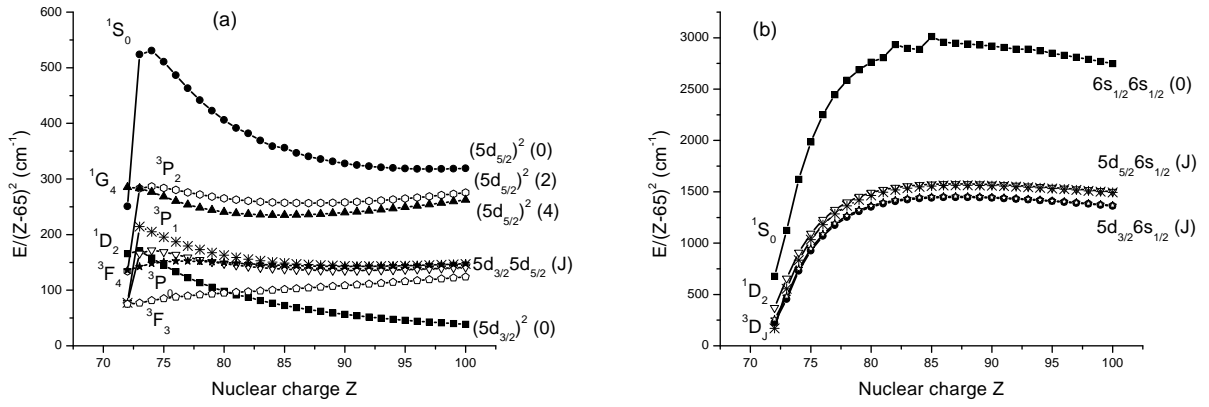 (a)
E/(Z-65)² (cm⁻¹)
600
500
400
300
200
100
0
¹S₀
¹G₄
³P₂
³P₁
¹D₂
³F₄
³P₀
³F₃
(5d₅/₂)² (0)
(5d₅/₂)² (2)
(5d₅/₂)² (4)
5d₃/₂5d₅/₂ (J)
(5d₃/₂)² (0)
70 75 80 85 90 95 100
Nuclear charge Z
(b)
E/(Z-65)² (cm⁻¹)
3000
2500
2000
1500
1000
500
0
¹S₀
¹D₂
³D_J
6s₁/₂6s₁/₂ (0)
5d₅/₂6s₁/₂ (J)
5d₃/₂6s₁/₂ (J)
70 75 80 85 90 95 100
Nuclear charge Z